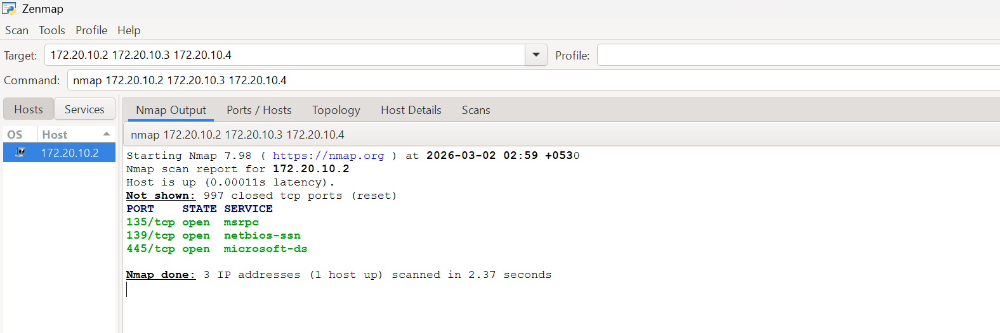 Zenmap
Scan Tools Profile Help
Target: 172.20.10.2 172.20.10.3 172.20.10.4 Profile:
Command: nmap 172.20.10.2 172.20.10.3 172.20.10.4
Hosts Services Nmap Output Ports / Hosts Topology Host Details Scans
OS Host
nmap 172.20.10.2 172.20.10.3 172.20.10.4
172.20.10.2
Starting Nmap 7.98 ( https://nmap.org ) at 2026-03-02 02:59 +0530
Nmap scan report for 172.20.10.2
Host is up (0.00011s latency).
Not shown: 997 closed tcp ports (reset)
PORT    STATE SERVICE
135/tcp open  msrpc
139/tcp open  netbios-ssn
445/tcp open  microsoft-ds
Nmap done: 3 IP addresses (1 host up) scanned in 2.37 seconds